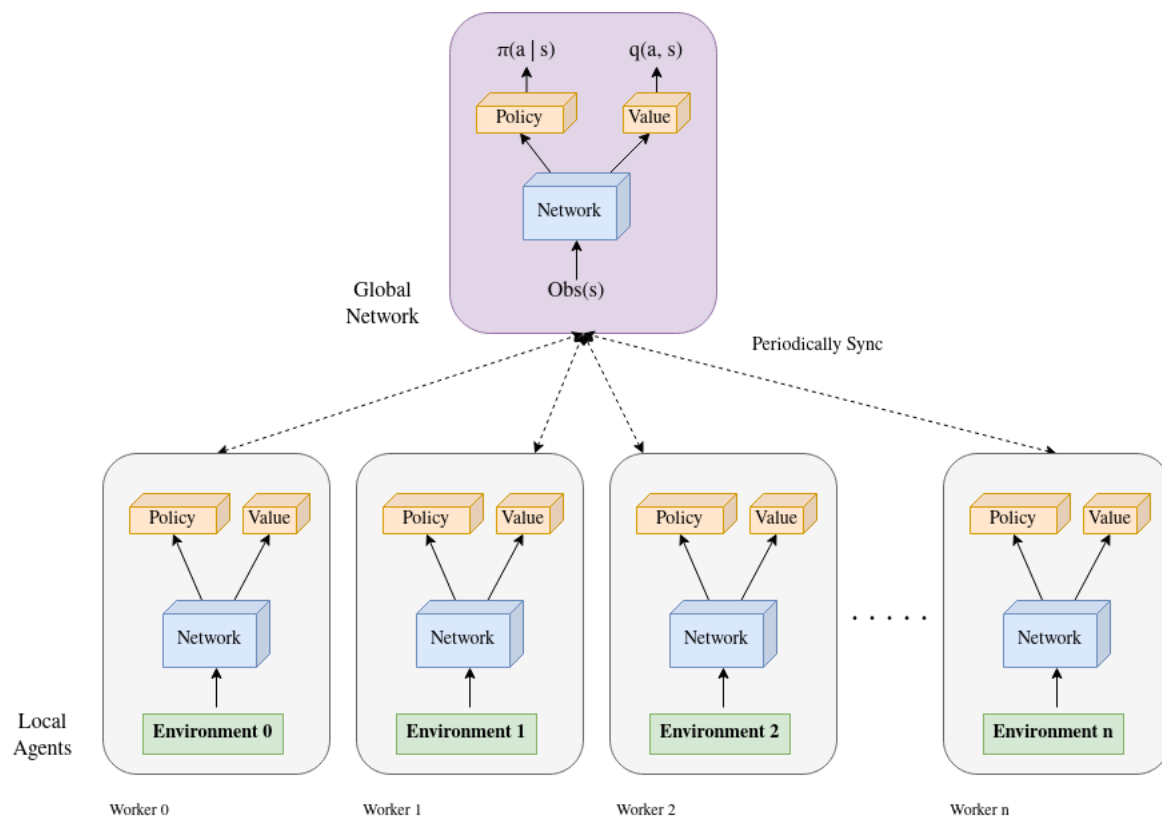 π(a | s)
q(a, s)
Policy
Value
Network
Obs(s)
Global
Network
Periodically Sync
Policy
Value
Policy
Value
Policy
Value
Policy
Value
Network
Network
Network
. . . . .
Network
Local
Agents
Environment 0
Environment 1
Environment 2
Environment n
Worker 0
Worker 1
Worker 2
Worker n